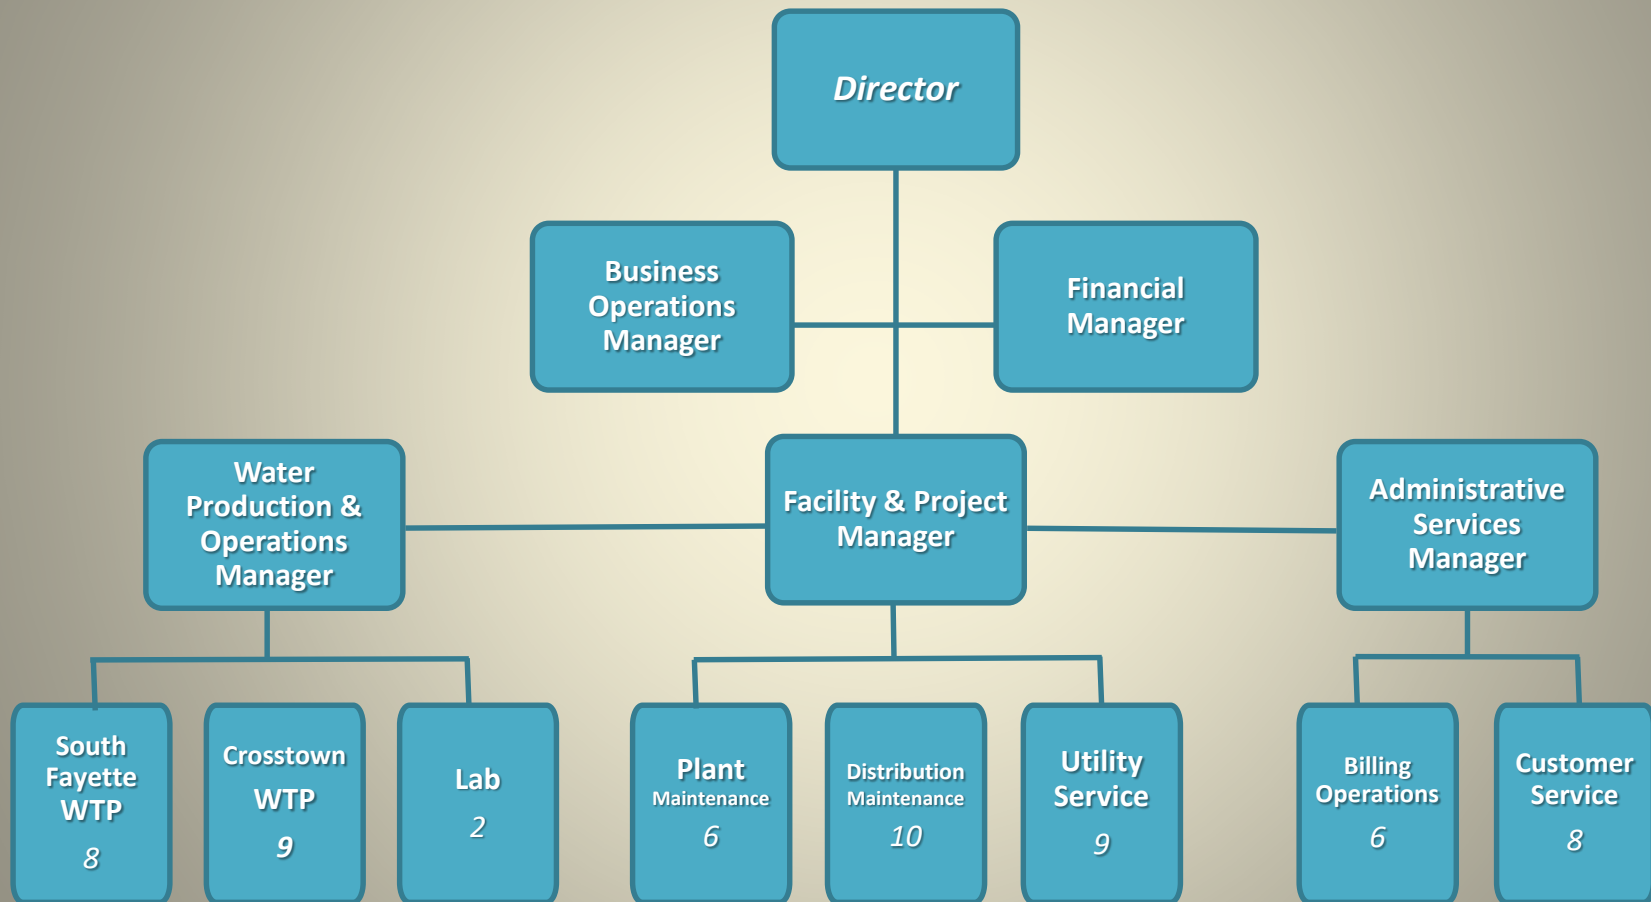 Director
Business
Operations
Manager
Financial
Manager
Water
Production &
Operations
Manager
Facility & Project
Manager
Administrative
Services
Manager
South
Fayette
WTP
8
Crosstown
WTP
9
Lab
2
Plant
Maintenance
6
Distribution
Maintenance
10
Utility
Service
9
Billing
Operations
6
Customer
Service
8